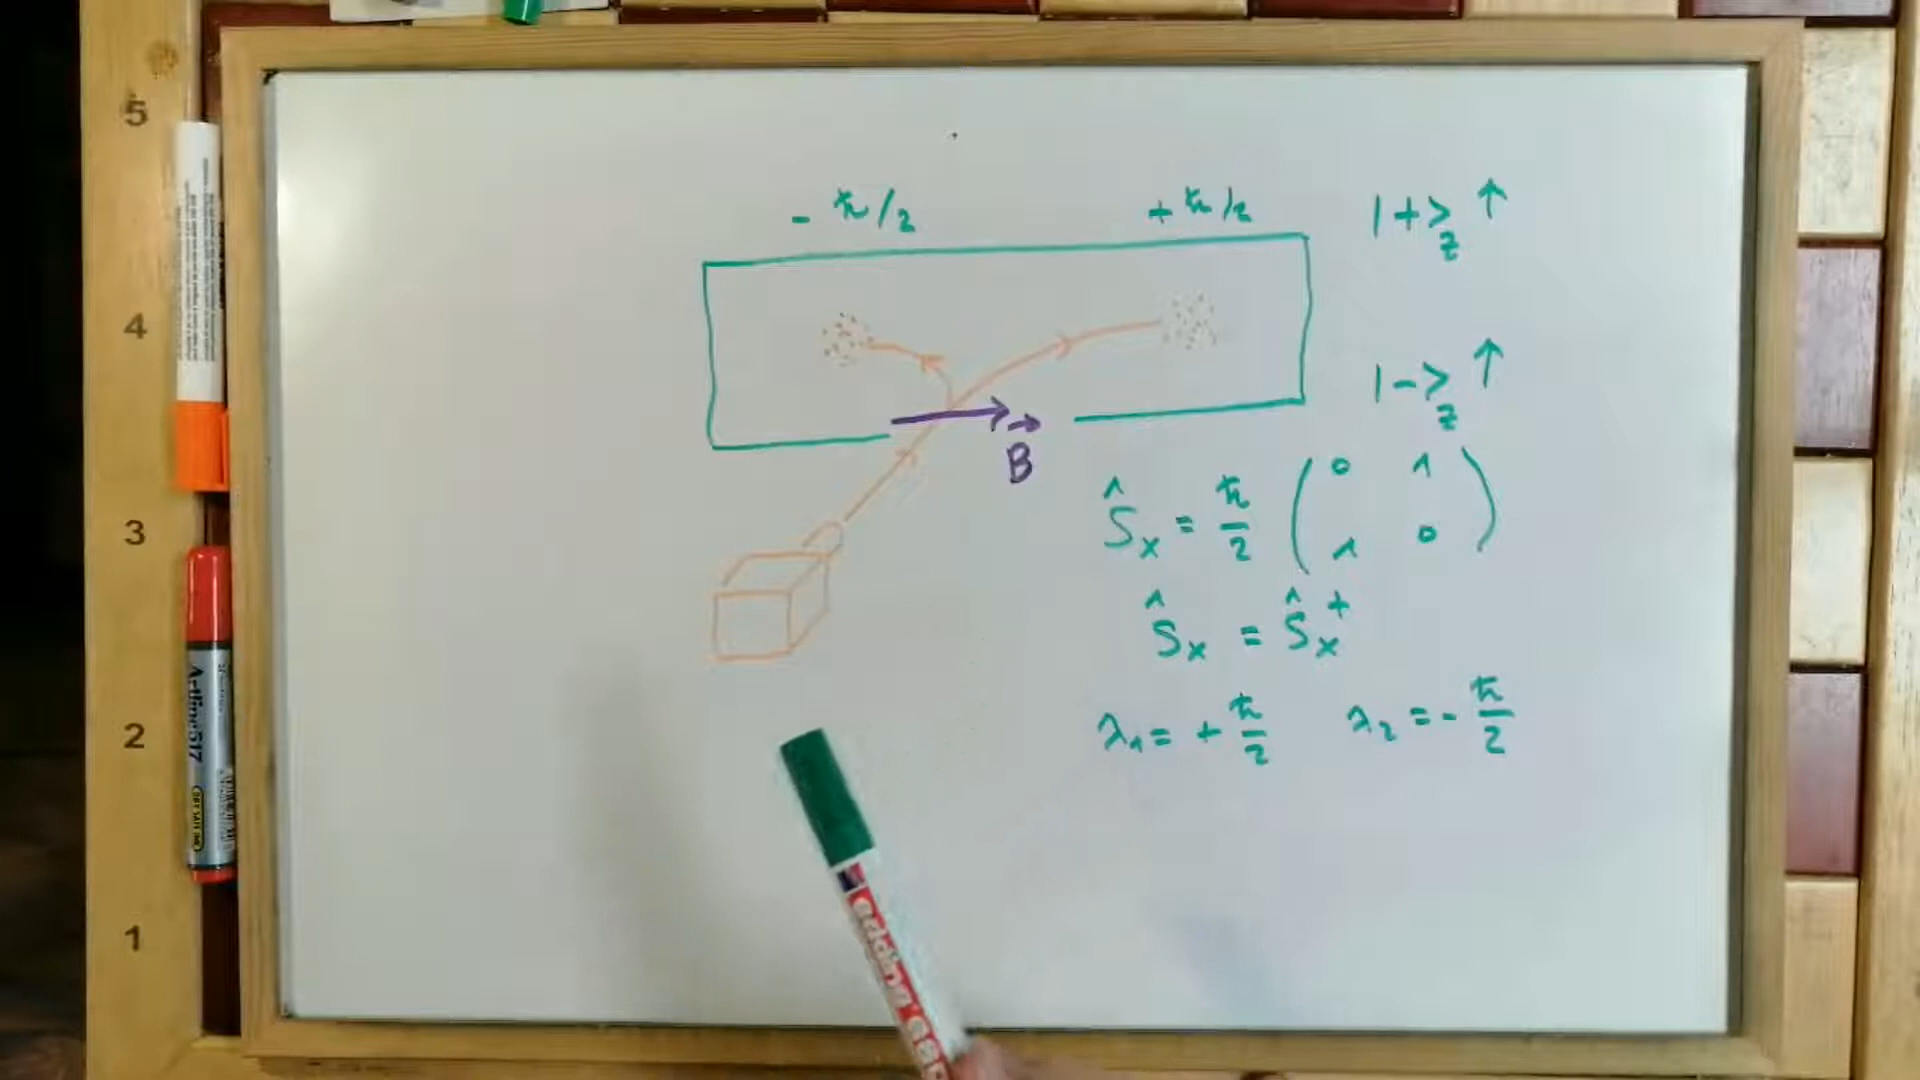 5
4
3
2
1
- ħ/2
+ ħ/2
|+>z ↑
|->z ↑
B⃗
Ŝx = ħ/2 ( 0 1
1 0 )
Ŝx = Ŝx⁺
λ1 = + ħ/2 λ2 = - ħ/2
Artline 517
edding